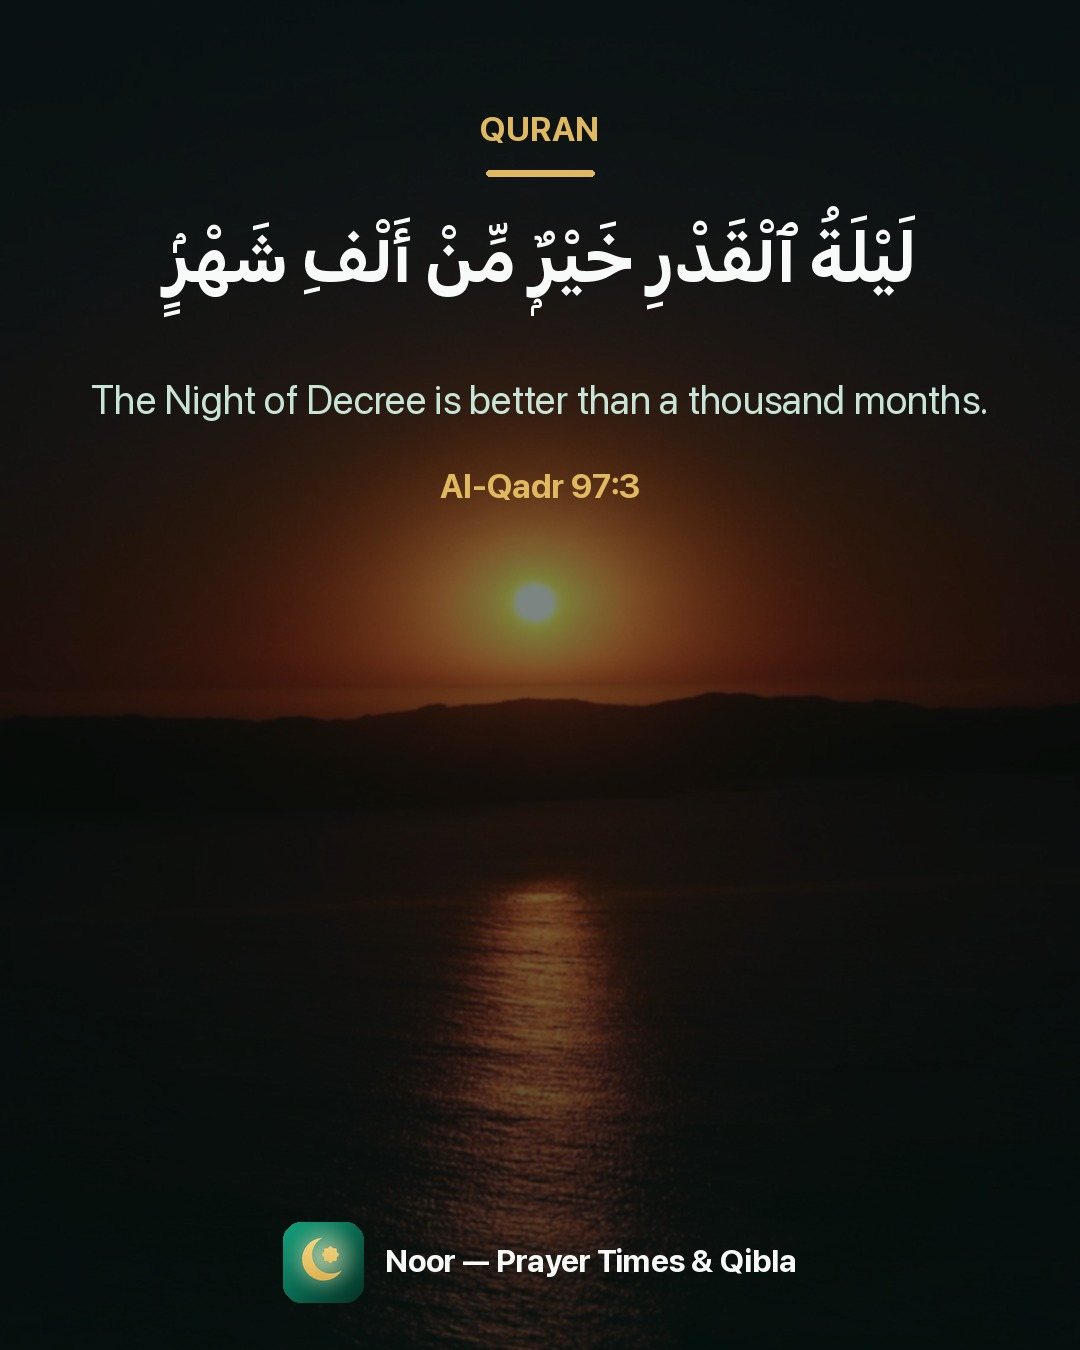 QURAN
لَيْلَةُ ٱلْقَدْرِ خَيْرٌۭ مِّنْ أَلْفِ شَهْرٍۢ
The Night of Decree is better than a thousand months.
Al-Qadr 97:3
Noor — Prayer Times & Qibla